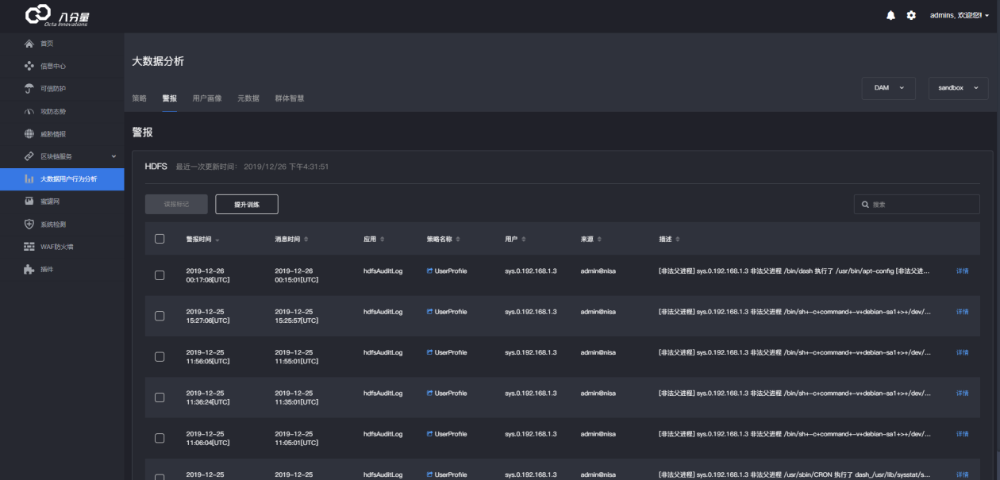 八分量
Octa Innovations
admins, 欢迎您!
首页
信息中心
可信防护
攻防态势
威胁情报
区块链服务
大数据用户行为分析
蜜罐网
系统检测
WAF防火墙
插件
大数据分析
策略 警报 用户画像 元数据 群体智慧
DAM sandbox
警报
HDFS 最近一次更新时间: 2019/12/26 下午4:31:51
误报标记 提升训练 搜索
警报时间 消息时间 应用 策略名称 用户 来源 描述
2019-12-26 2019-12-26 hdfsAuditLog UserProfile sys.0.192.168.1.3 admin@nisa [非法父进程] sys.0.192.168.1.3 非法父进程 /bin/dash 执行了 /usr/bin/apt-config [非法父进... 详情
00:17:08[UTC] 00:15:01[UTC]
2019-12-25 2019-12-25 hdfsAuditLog UserProfile sys.0.192.168.1.3 admin@nisa [非法父进程] sys.0.192.168.1.3 非法父进程 /bin/sh+-c+command+-v+debian-sa1+>+/dev/... 详情
15:27:06[UTC] 15:25:57[UTC]
2019-12-25 2019-12-25 hdfsAuditLog UserProfile sys.0.192.168.1.3 admin@nisa [非法父进程] sys.0.192.168.1.3 非法父进程 /bin/sh+-c+command+-v+debian-sa1+>+/dev/... 详情
11:56:05[UTC] 11:55:01[UTC]
2019-12-25 2019-12-25 hdfsAuditLog UserProfile sys.0.192.168.1.3 admin@nisa [非法父进程] sys.0.192.168.1.3 非法父进程 /bin/sh+-c+command+-v+debian-sa1+>+/dev/... 详情
11:36:24[UTC] 11:35:01[UTC]
2019-12-25 2019-12-25 hdfsAuditLog UserProfile sys.0.192.168.1.3 admin@nisa [非法父进程] sys.0.192.168.1.3 非法父进程 /bin/sh+-c+command+-v+debian-sa1+>+/dev/... 详情
11:06:04[UTC] 11:05:01[UTC]
2019-12-25 2019-12-25 hdfsAuditLog UserProfile sys.0.192.168.1.3 admin@nisa [非法父进程] sys.0.192.168.1.3 非法父进程 /usr/sbin/CRON 执行了 dash_/usr/lib/sysstat/s... 详情